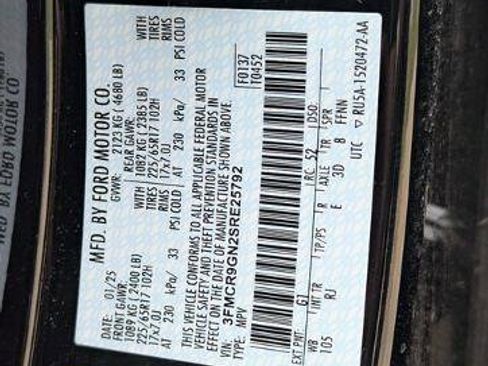 MFD. BY FORD MOTOR CO.
DATE: 01/25 GVWR: 2123 KG ( 4680 LB)
FRONT GAWR: REAR GAWR: WITH
1089 KG ( 2400 LB) 1082 KG ( 2385 LB) TIRES
225/65R17 102H 225/65R17 102H RIMS
17x7.0J 17x7.0J
AT 230 kPa/ 33 PSI COLD AT 230 kPa/ 33 PSI COLD
THIS VEHICLE CONFORMS TO ALL APPLICABLE FEDERAL MOTOR
VEHICLE SAFETY AND THEFT PREVENTION STANDARDS IN
EFFECT ON THE DATE OF MANUFACTURE SHOWN ABOVE.
VIN: 3FMCR9GN2SRE25792
TYPE: MPV
F0137
T0452
EXT PNT: G1 RC: 52 DSO:
WB INT TR TP/PS R AXLE TR SPR
105 RJ E 3D 8 FFNN
UTC RU5A-1520472-AA